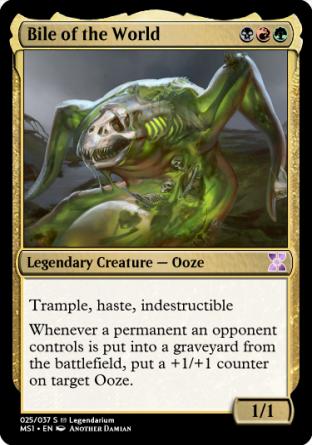 Bile of the World
Legendary Creature — Ooze
Trample, haste, indestructible
Whenever a permanent an opponent
controls is put into a graveyard from
the battlefield, put a +1/+1 counter
on target Ooze.
1/1
025/037 S Legendarium
MS1 • EN Another Damian